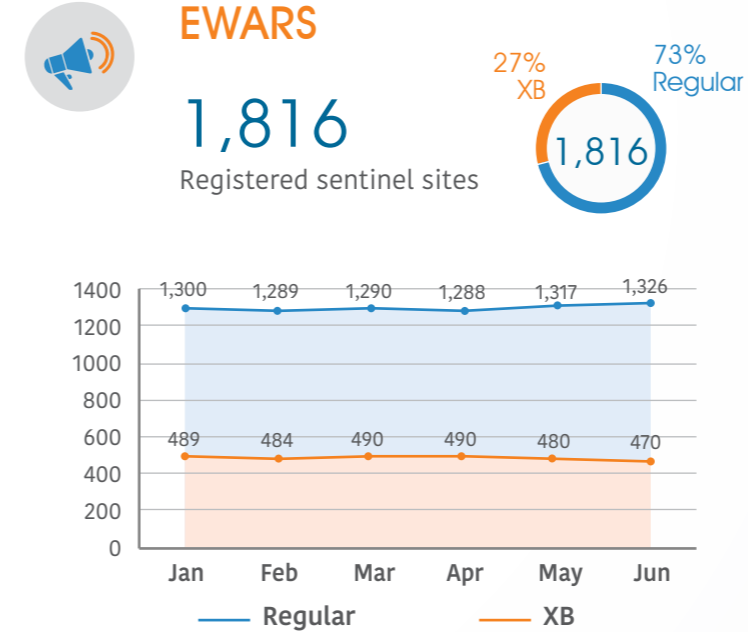 EWARS
1,816
Registered sentinel sites
27%
XB
73%
Regular
1,816
1400
1200
1000
800
600
400
200
0
1,300 1,289 1,290 1,288 1,317 1,326
489 484 490 490 480 470
Jan Feb Mar Apr May Jun
Regular XB